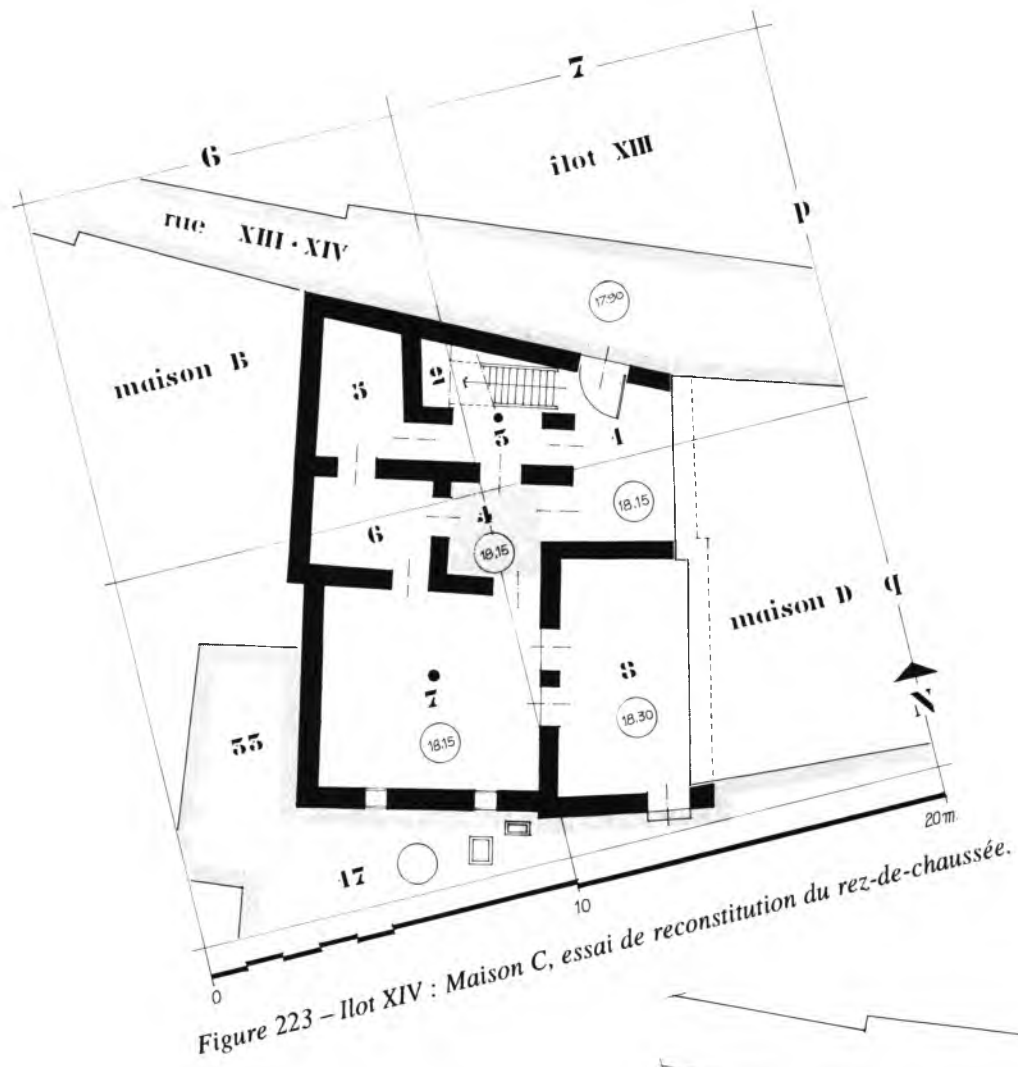 7
6
îlot XIII
p
rue XIII · XIV
17.90
maison B
5
2
5
1
18.15
4
6
18.15
maison D
q
8
7
18.30
18.15
N
55
17
20 m.
10
0
Figure 223 – Ilot XIV : Maison C, essai de reconstitution du rez-de-chaussée.